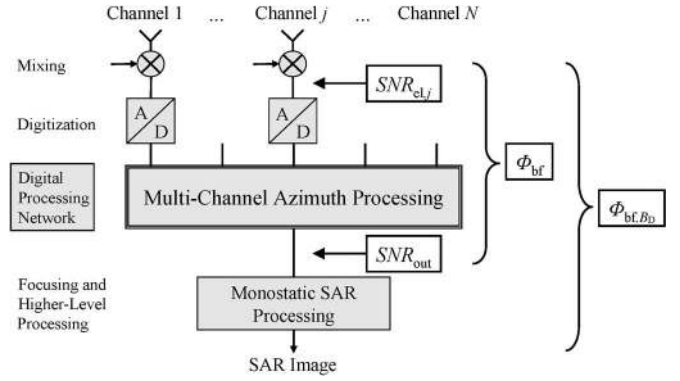 Channel 1 ... Channel j ... Channel N
Mixing
SNRel,j
A
D
A
D
Digitization
Φbf
Digital
Processing
Network
Multi-Channel Azimuth Processing
Φbf,BD
SNRout
Focusing and
Higher-Level
Processing
Monostatic SAR
Processing
SAR Image